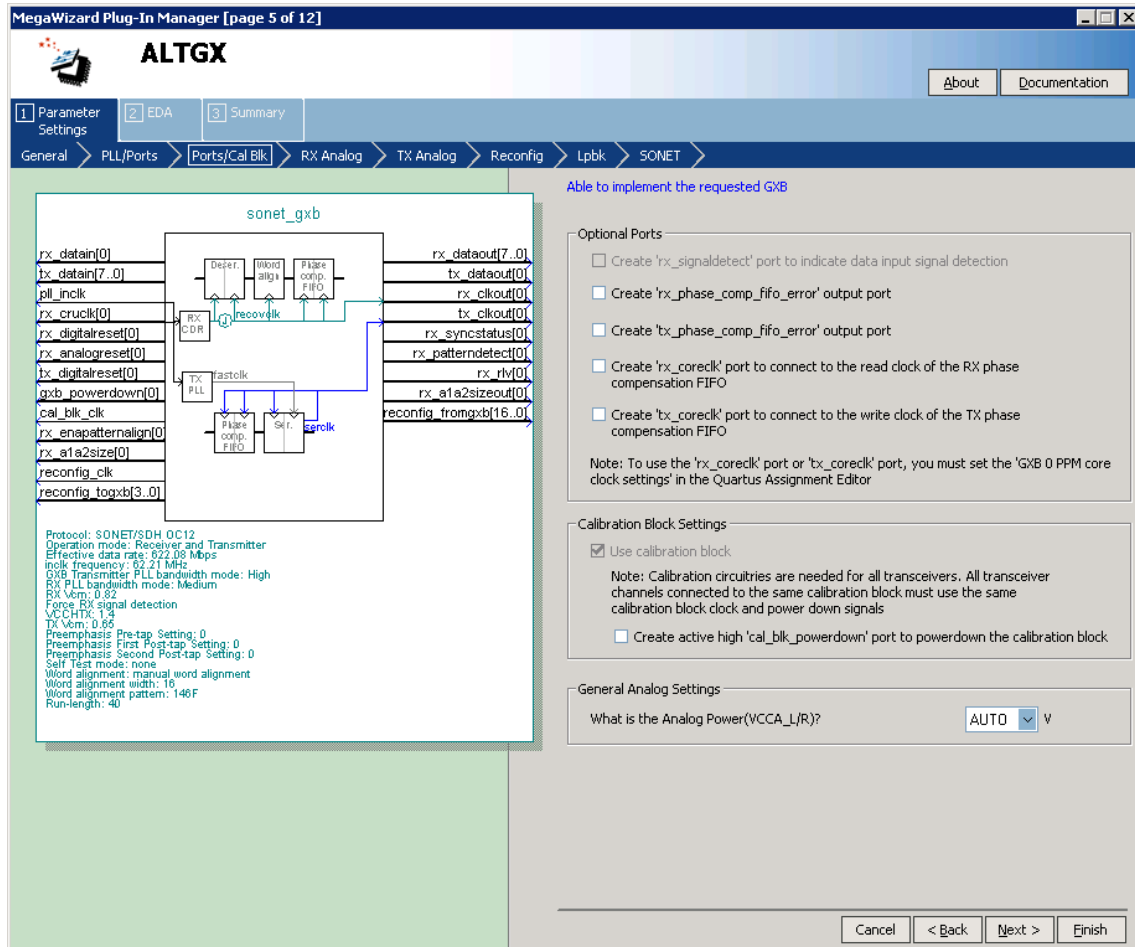 MegaWizard Plug-In Manager [page 5 of 12]
ALTGX
About
Documentation
1 Parameter Settings
2 EDA
3 Summary
General
PLL/Ports
Ports/Cal Blk
RX Analog
TX Analog
Reconfig
Lpbk
SONET
sonet_gxb
rx_datain[0]
tx_datain[7..0]
pll_inclk
rx_cruclk[0]
rx_digitalreset[0]
rx_analogreset[0]
tx_digitalreset[0]
gxb_powerdown[0]
cal_blk_clk
rx_enapatternalign[0]
rx_a1a2size[0]
reconfig_clk
reconfig_togxb[3..0]
Deser.
Word
align
Phase
comp.
FIFO
RX
CDR
recovclk
TX
PLL
fastclk
Phase
comp.
FIFO
Ser.
serclk
rx_dataout[7..0]
tx_dataout[0]
rx_clkout[0]
tx_clkout[0]
rx_syncstatus[0]
rx_patterndetect[0]
rx_rlv[0]
rx_a1a2sizeout[0]
reconfig_fromgxb[16..0]
Protocol: SONET/SDH OC12
Operation mode: Receiver and Transmitter
Effective data rate: 622.08 Mbps
inclk frequency: 62.21 MHz
GXB Transmitter PLL bandwidth mode: High
RX PLL bandwidth mode: Medium
RX Vcm: 0.82
Force RX signal detection
VCCHTX: 1.4
TX Vcm: 0.65
Preemphasis Pre-tap Setting: 0
Preemphasis First Post-tap Setting: 0
Preemphasis Second Post-tap Setting: 0
Self Test mode: none
Word alignment: manual word alignment
Word alignment width: 16
Word alignment pattern: 146F
Run-length: 40
Able to implement the requested GXB
Optional Ports
Create 'rx_signaldetect' port to indicate data input signal detection
Create 'rx_phase_comp_fifo_error' output port
Create 'tx_phase_comp_fifo_error' output port
Create 'rx_coreclk' port to connect to the read clock of the RX phase
compensation FIFO
Create 'tx_coreclk' port to connect to the write clock of the TX phase
compensation FIFO
Note: To use the 'rx_coreclk' port or 'tx_coreclk' port, you must set the 'GXB 0 PPM core
clock settings' in the Quartus Assignment Editor
Calibration Block Settings
Use calibration block
Note: Calibration circuitries are needed for all transceivers. All transceiver
channels connected to the same calibration block must use the same
calibration block clock and power down signals
Create active high 'cal_blk_powerdown' port to powerdown the calibration block
General Analog Settings
What is the Analog Power(VCCA_L/R)?
AUTO
V
Cancel
< Back
Next >
Finish